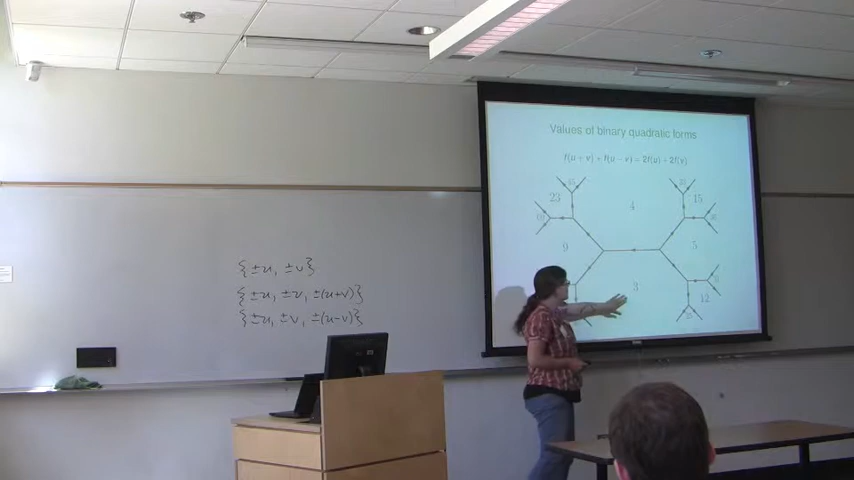 Values of binary quadratic forms
f(u + v) + f(u − v) = 2f(u) + 2f(v)
23
4
15
9
5
3
12
{±u, ±v}
{±u, ±v, ±(u+v)}
{±u, ±v, ±(u−v)}